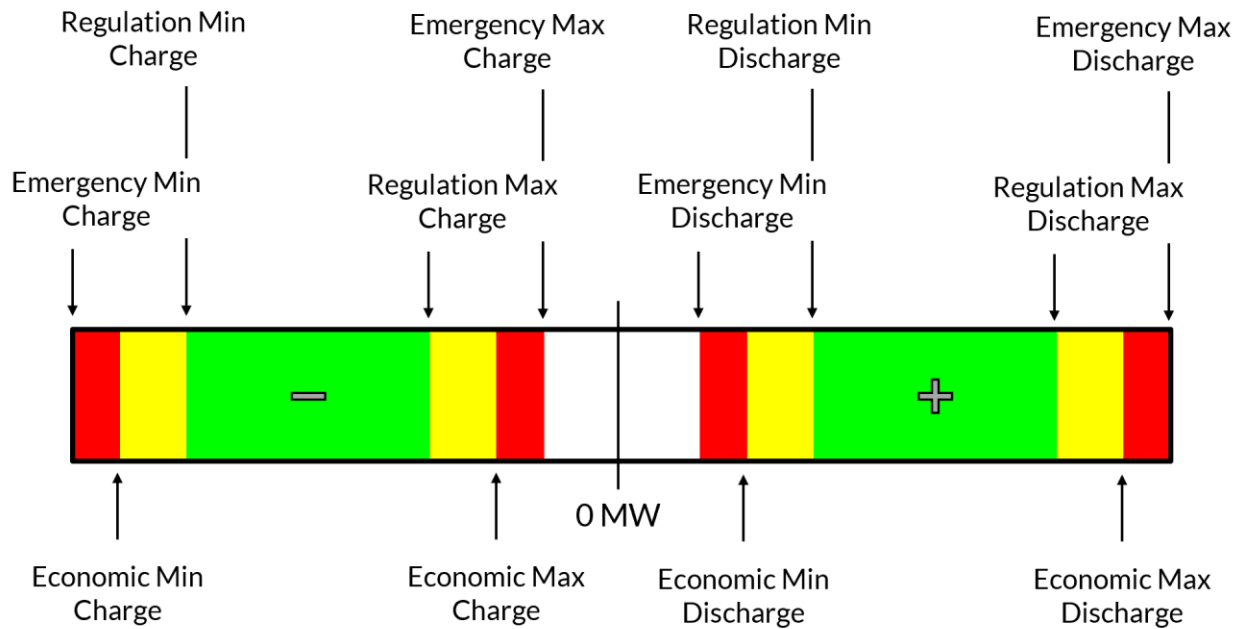 Regulation Min
Charge
Emergency Max
Charge
Regulation Min
Discharge
Emergency Max
Discharge
Emergency Min
Charge
Regulation Max
Charge
Emergency Min
Discharge
Regulation Max
Discharge
−
+
0 MW
Economic Min
Charge
Economic Max
Charge
Economic Min
Discharge
Economic Max
Discharge